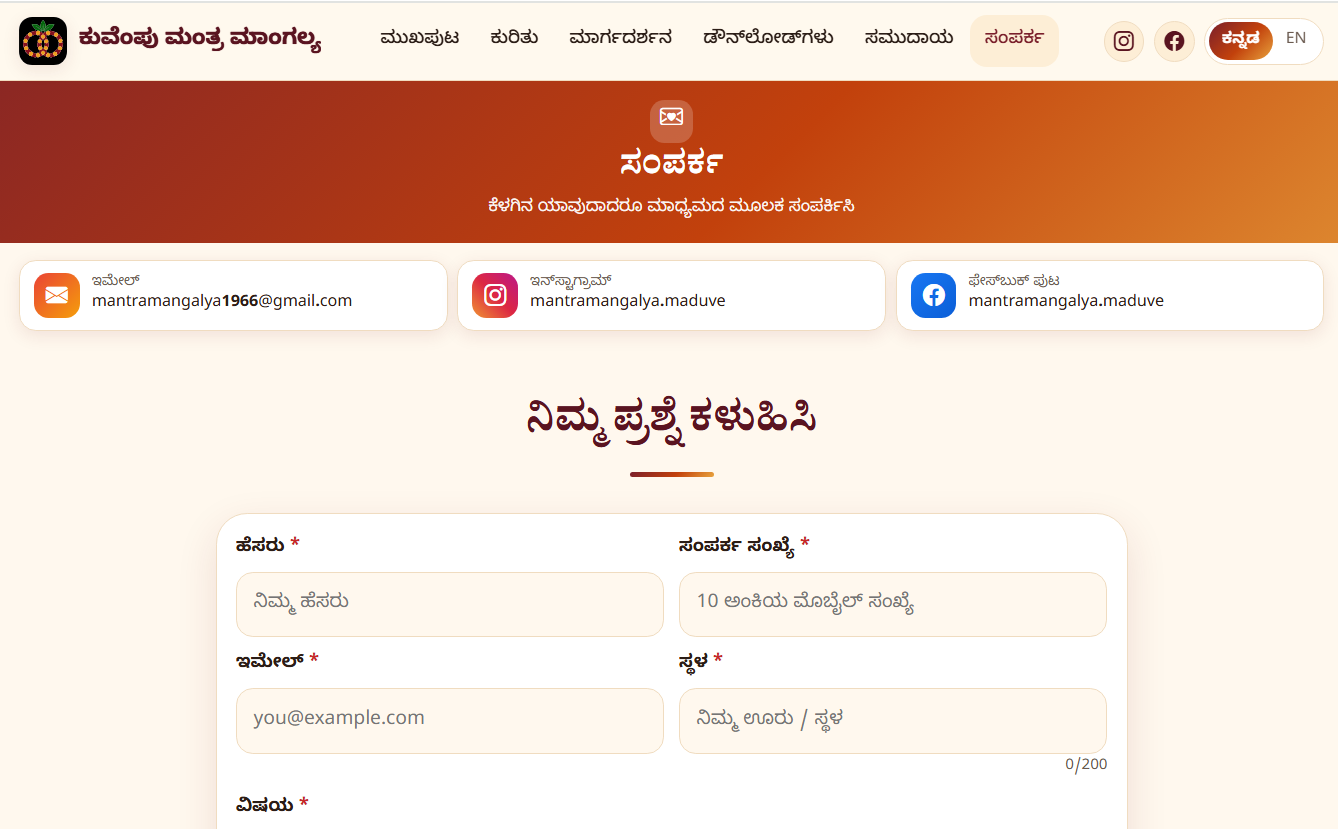 ಕುವೆಂಪು ಮಂತ್ರ ಮಾಂಗಲ್ಯ ಮುಖಪುಟ ಕುರಿತು ಮಾರ್ಗದರ್ಶನ ಡೌನ್‌ಲೋಡ್‌ಗಳು ಸಮುದಾಯ ಸಂಪರ್ಕ ಕನ್ನಡ EN
ಸಂಪರ್ಕ
ಕೆಳಗಿನ ಯಾವುದಾದರೂ ಮಾಧ್ಯಮದ ಮೂಲಕ ಸಂಪರ್ಕಿಸಿ
ಇಮೇಲ್
mantramangalya1966@gmail.com
ಇನ್‌ಸ್ಟಾಗ್ರಾಮ್
mantramangalya.maduve
ಫೇಸ್‌ಬುಕ್ ಪುಟ
mantramangalya.maduve
ನಿಮ್ಮ ಪ್ರಶ್ನೆ ಕಳುಹಿಸಿ
ಹೆಸರು *
ನಿಮ್ಮ ಹೆಸರು
ಸಂಪರ್ಕ ಸಂಖ್ಯೆ *
10 ಅಂಕಿಯ ಮೊಬೈಲ್ ಸಂಖ್ಯೆ
ಇಮೇಲ್ *
you@example.com
ಸ್ಥಳ *
ನಿಮ್ಮ ಊರು / ಸ್ಥಳ
0/200
ವಿಷಯ *